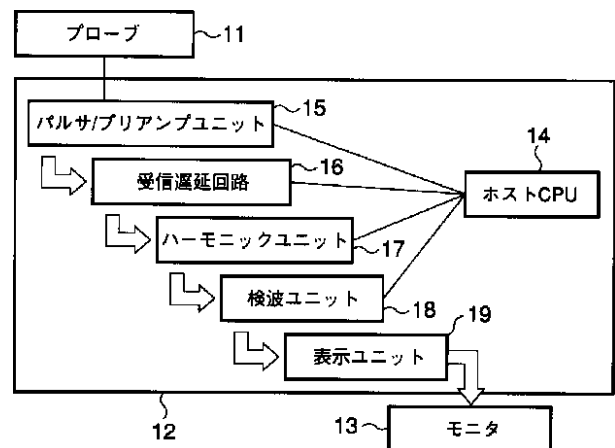 プローブ
11
パルサ/プリアンプユニット
15
受信遅延回路
16
14
ホストCPU
ハーモニックユニット
17
検波ユニット
18
19
表示ユニット
12
13
モニタ